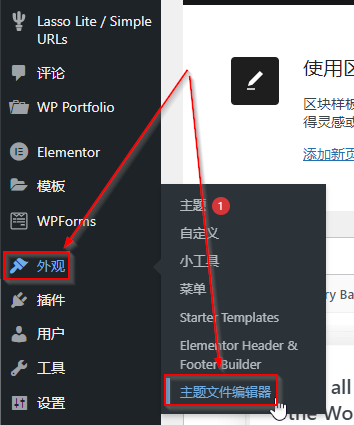 Lasso Lite / Simple
URLs
评论
WP Portfolio
Elementor
模板
WPForms
外观
插件
用户
工具
设置
主题 1
自定义
小工具
菜单
Starter Templates
Elementor Header &
Footer Builder
主题文件编辑器
使用区
区块样板
得灵感或
添加新页
ry Ba
all
the Wo